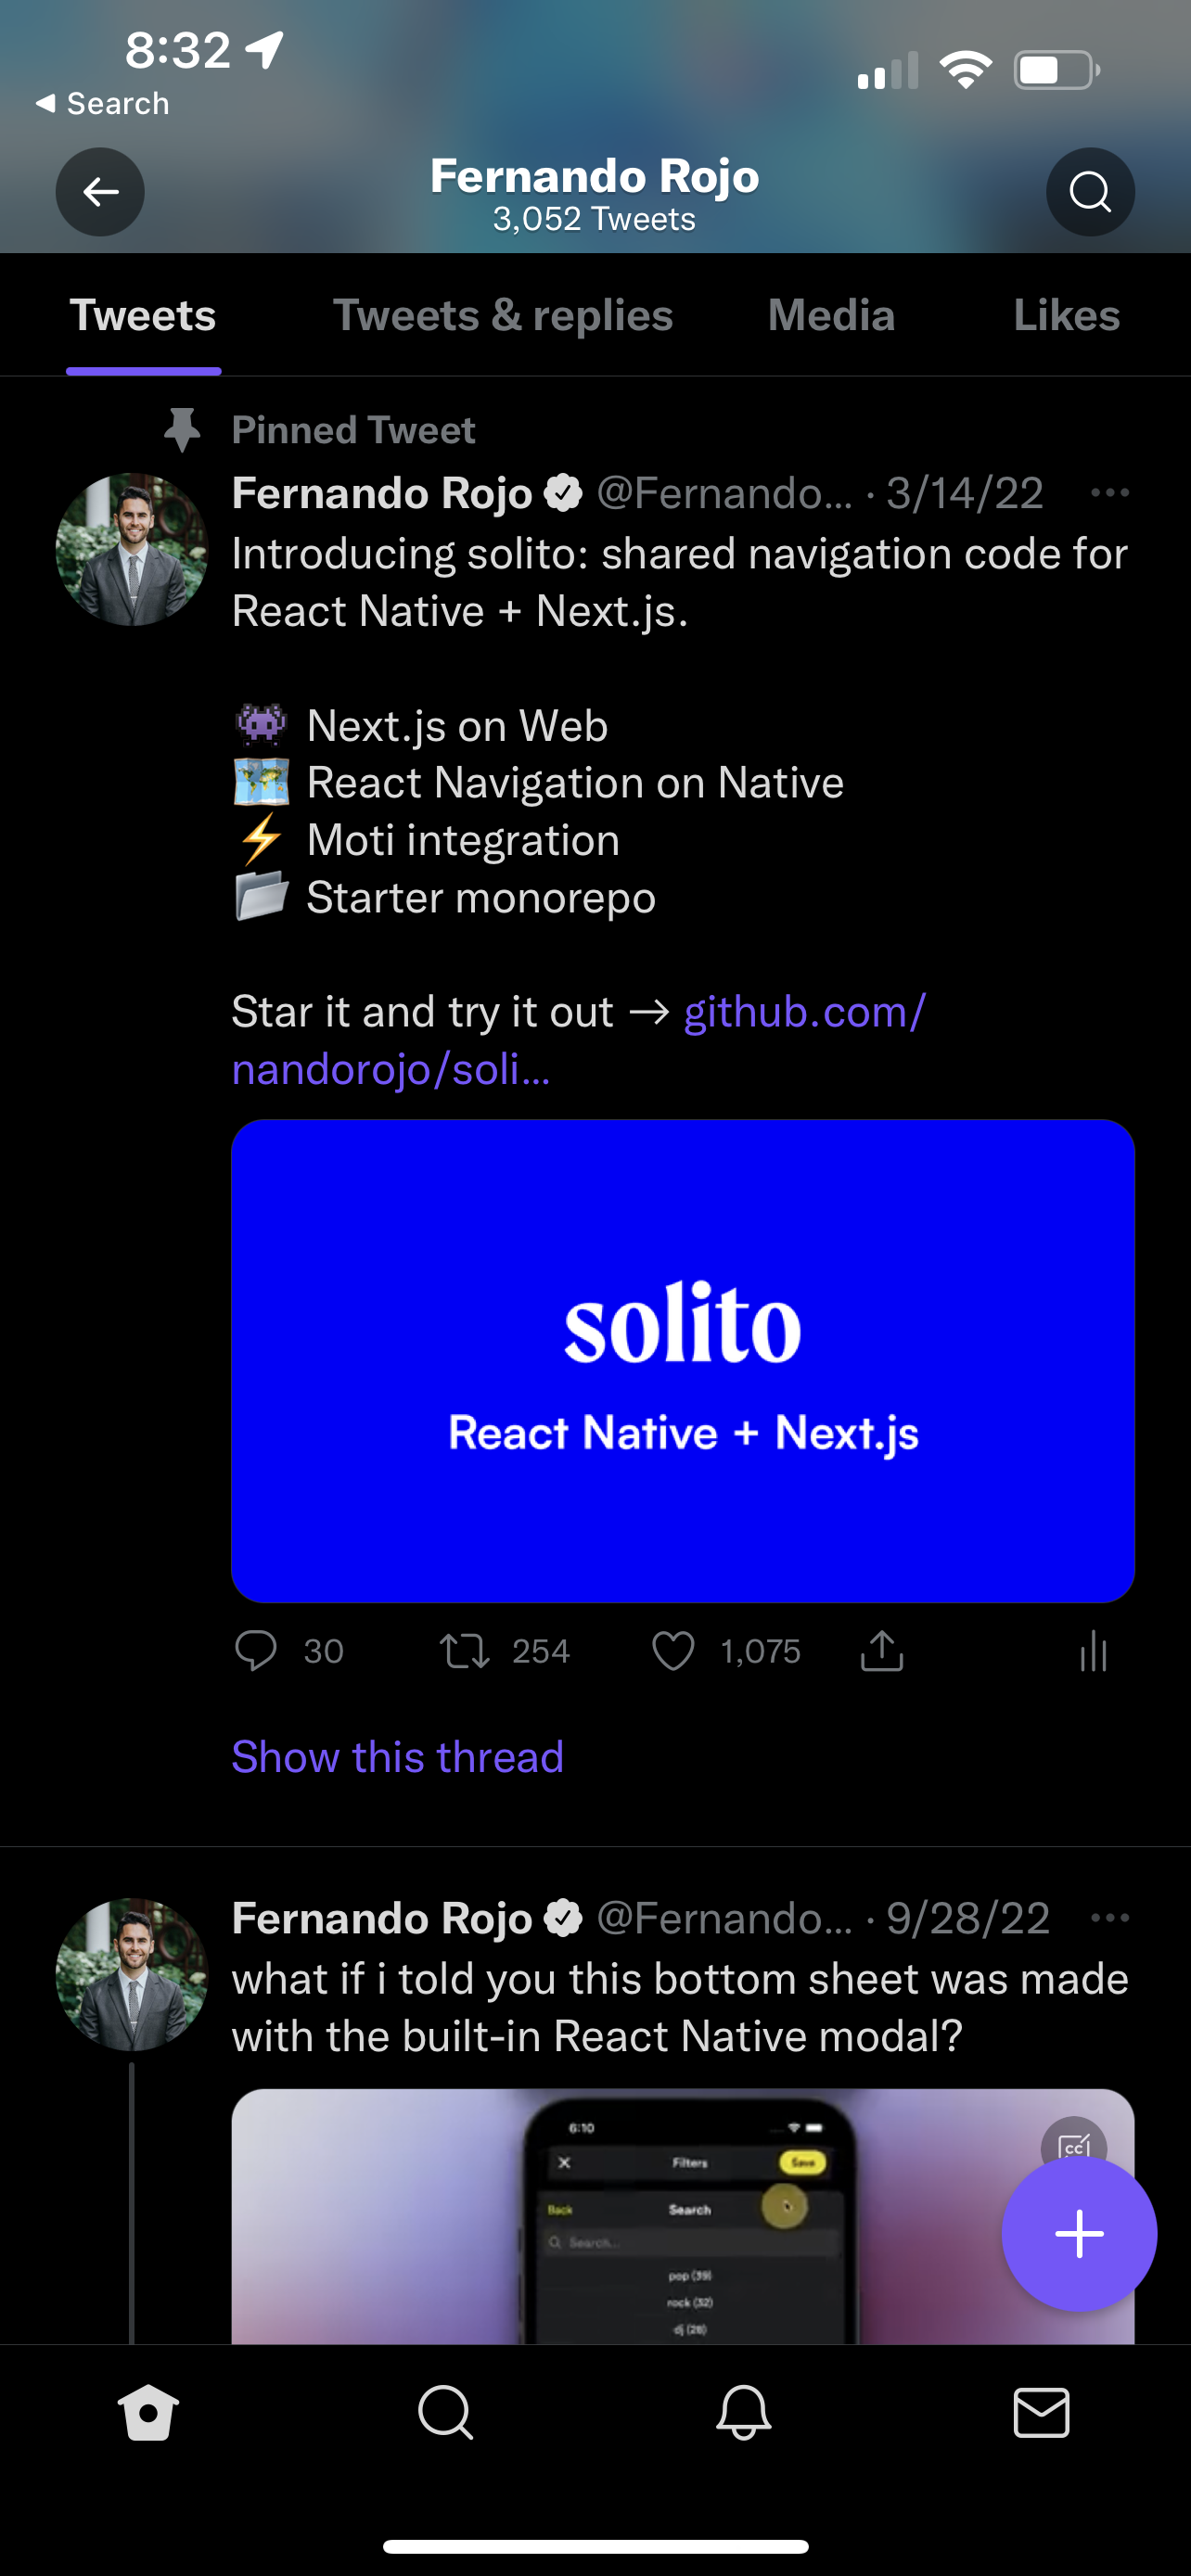 8:32
Search
Fernando Rojo
3,052 Tweets
Tweets
Tweets & replies
Media
Likes
Pinned Tweet
Fernando Rojo @Fernando... · 3/14/22
Introducing solito: shared navigation code for
React Native + Next.js.
👾 Next.js on Web
🗺️ React Navigation on Native
⚡️ Moti integration
📁 Starter monorepo
Star it and try it out → github.com/
nandorojo/soli...
solito
React Native + Next.js
30
254
1,075
Show this thread
Fernando Rojo @Fernando... · 9/28/22
what if i told you this bottom sheet was made
with the built-in React Native modal?
6:10
Filters
Save
Back
Search
Search...
pop (39)
rock (32)
dj (28)
CC